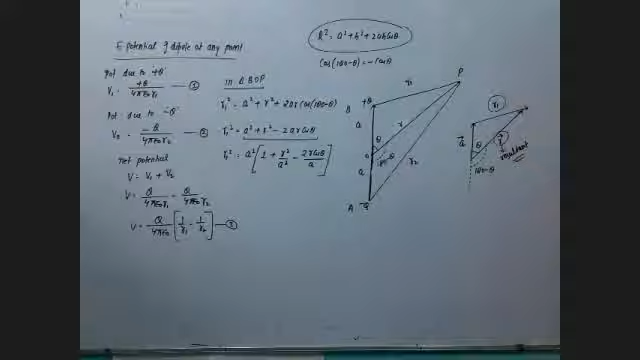 R² = a² + b² + 2ab cosθ
Cos(180-θ) = -Cosθ
E potential of dipole at any point
Pot due to +Q
V₁ = +Q / 4πε₀r₁ — ①
Pot due to -Q
V₂ = -Q / 4πε₀r₂ — ②
Net potential
V = V₁ + V₂
V = Q / 4πε₀r₁ - Q / 4πε₀r₂
V = Q / 4πε₀ [1/r₁ - 1/r₂] — ③
In Δ BOP
r₁² = a² + r² + 2ar cos(180-θ)
r₁² = a² + r² - 2ar cosθ
r₁² = a² [1 + r²/a² - 2r cosθ/a]
P
r₁
B +Q
a
r
θ
o 180-θ
a
r₂
A -Q
r₁
a
θ
r
resultant
180-θ